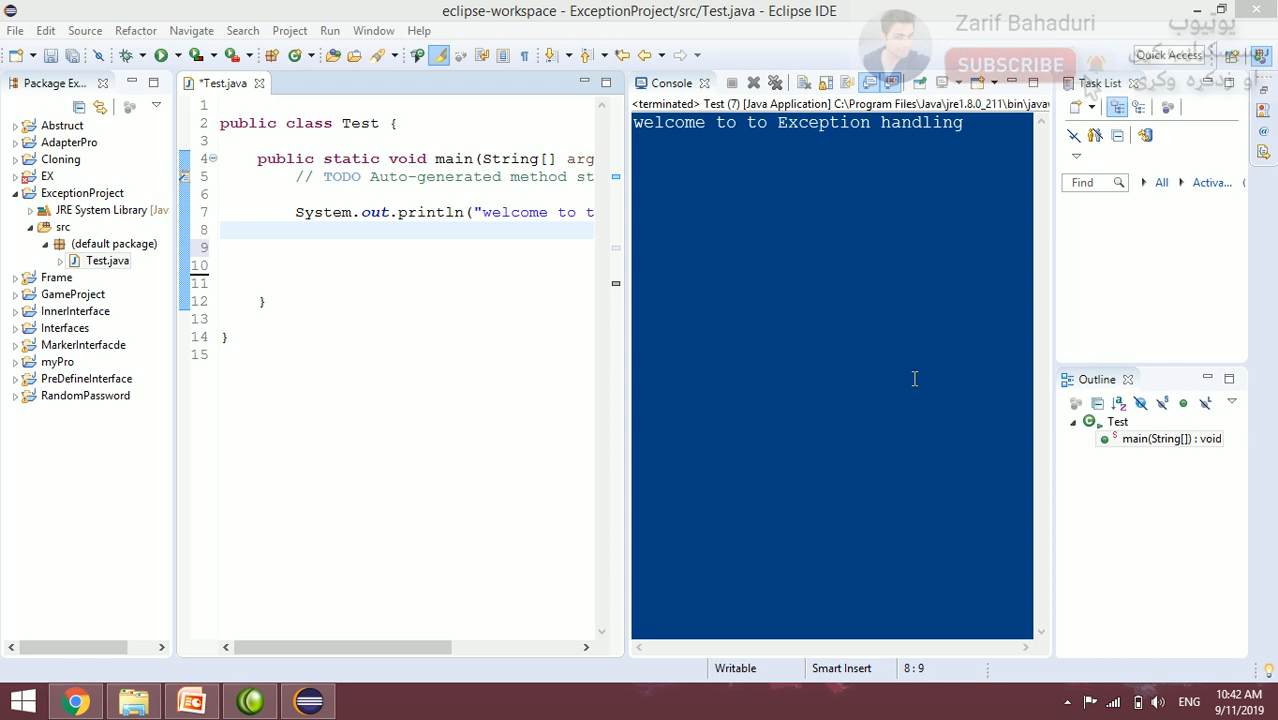 eclipse-workspace - ExceptionProject/src/Test.java - Eclipse IDE
Zarif Bahaduri
SUBSCRIBE
یوتیوب
او فدکره وکری
File Edit Source Refactor Navigate Search Project Run Window Help
Quick Access
Package Ex...
*Test.java
Console
Task List
<terminated> Test (7) [Java Application] C:\Program Files\Java\jre1.8.0_211\bin\javaw
welcome to to Exception handling
Abstruct
AdapterPro
Cloning
EX
ExceptionProject
JRE System Library [Jav
src
(default package)
Test.java
Frame
GameProject
InnerInterface
Interfaces
MarkerInterfacde
myPro
PreDefineInterface
RandomPassword
1
2 public class Test {
3
4 public static void main(String[] arg
5 // TODO Auto-generated method st
6
7 System.out.println("welcome to t
8
9
10
11
12 }
13
14 }
15
Find
All
Activa...
Outline
Test
main(String[]) : void
Writable
Smart Insert
8 : 9
ENG
10:42 AM
9/11/2019